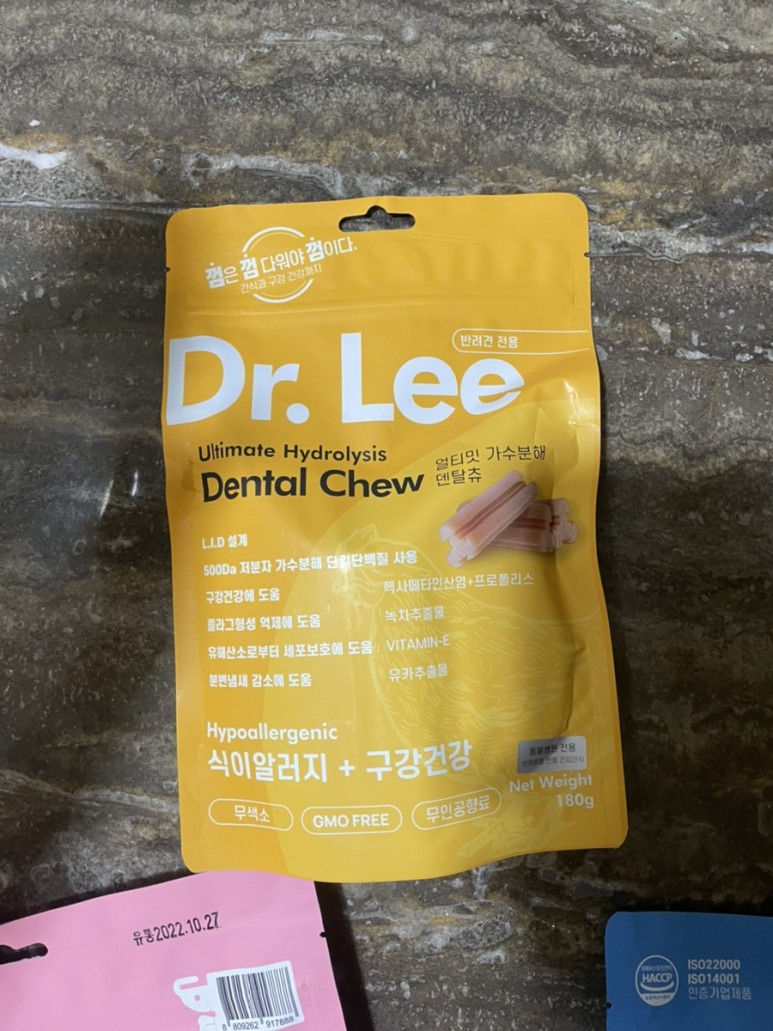 껌은 껌 다워야 껌이다.
간식과 구강 건강까지
반려견 전용
Dr. Lee
Ultimate Hydrolysis
Dental Chew
얼티밋 가수분해
덴탈츄
L.I.D 설계
500Da 저분자 가수분해 단일단백질 사용
구강건강에 도움 헥사메타인산염+프로폴리스
플라그형성 억제에 도움 녹차추출물
유해산소로부터 세포보호에 도움 VITAMIN-E
분변냄새 감소에 도움 유카추출물
Hypoallergenic
식이알러지 + 구강건강
동물병원 전용
Net Weight
180g
무색소
GMO FREE
무인공향료
유통2022.10.27
8 809262 917888
HACCP
ISO22000
ISO14001
인증기업제품